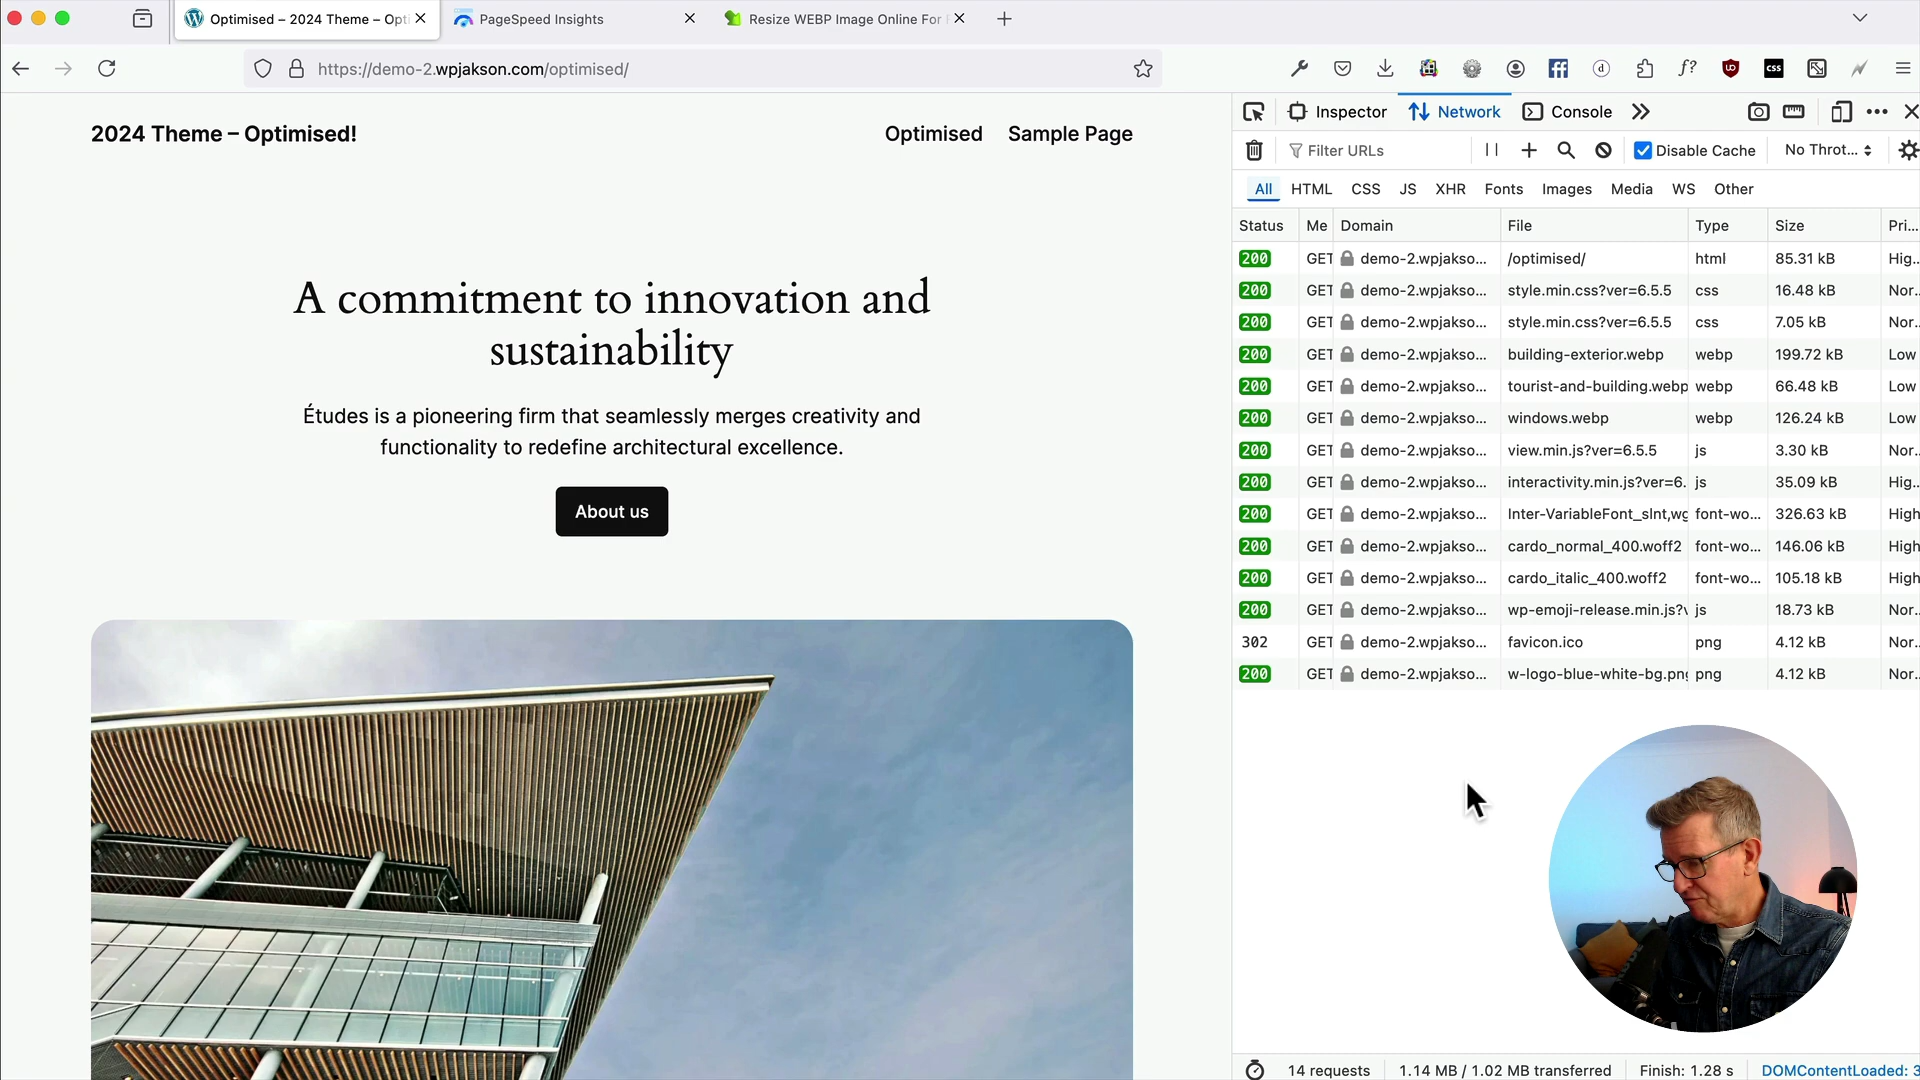 Optimised – 2024 Theme – Opti
PageSpeed Insights
Resize WEBP Image Online For F
https://demo-2.wpjakson.com/optimised/
2024 Theme – Optimised!
Optimised
Sample Page
A commitment to innovation and
sustainability
Études is a pioneering firm that seamlessly merges creativity and
functionality to redefine architectural excellence.
About us
Inspector Network Console
Filter URLs Disable Cache No Throt...
All HTML CSS JS XHR Fonts Images Media WS Other
Status Me Domain File Type Size Pri...
200 GET demo-2.wpjakso... /optimised/ html 85.31 kB Hig...
200 GET demo-2.wpjakso... style.min.css?ver=6.5.5 css 16.48 kB Nor...
200 GET demo-2.wpjakso... style.min.css?ver=6.5.5 css 7.05 kB Nor...
200 GET demo-2.wpjakso... building-exterior.webp webp 199.72 kB Low
200 GET demo-2.wpjakso... tourist-and-building.webp webp 66.48 kB Low
200 GET demo-2.wpjakso... windows.webp webp 126.24 kB Low
200 GET demo-2.wpjakso... view.min.js?ver=6.5.5 js 3.30 kB Nor...
200 GET demo-2.wpjakso... interactivity.min.js?ver=6. js 35.09 kB Hig...
200 GET demo-2.wpjakso... Inter-VariableFont_slnt,wg font-wo... 326.63 kB High
200 GET demo-2.wpjakso... cardo_normal_400.woff2 font-wo... 146.06 kB High
200 GET demo-2.wpjakso... cardo_italic_400.woff2 font-wo... 105.18 kB High
200 GET demo-2.wpjakso... wp-emoji-release.min.js?v js 18.73 kB Nor...
302 GET demo-2.wpjakso... favicon.ico png 4.12 kB Nor...
200 GET demo-2.wpjakso... w-logo-blue-white-bg.png png 4.12 kB Nor...
14 requests 1.14 MB / 1.02 MB transferred Finish: 1.28 s DOMContentLoaded: 3